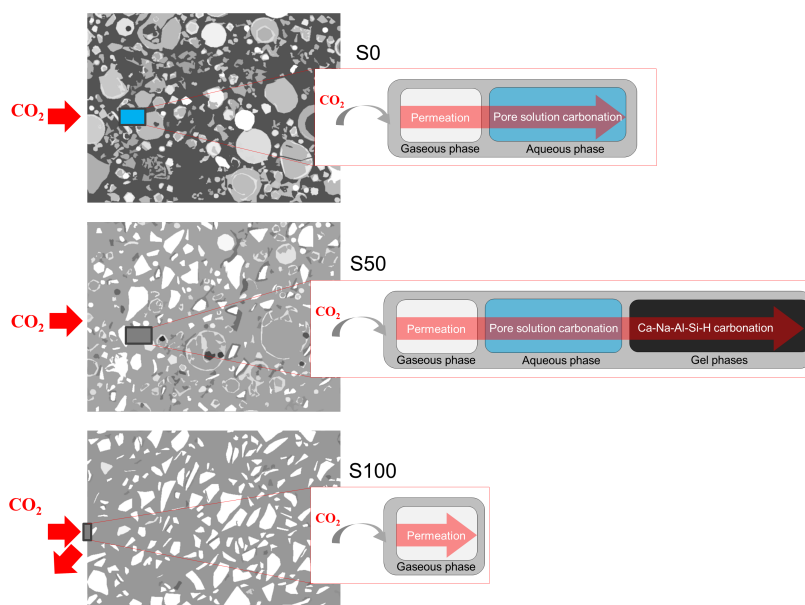 S0
CO2
CO2
Permeation
Pore solution carbonation
Gaseous phase
Aqueous phase
S50
CO2
CO2
Permeation
Pore solution carbonation
Ca-Na-Al-Si-H carbonation
Gaseous phase
Aqueous phase
Gel phases
S100
CO2
CO2
Permeation
Gaseous phase